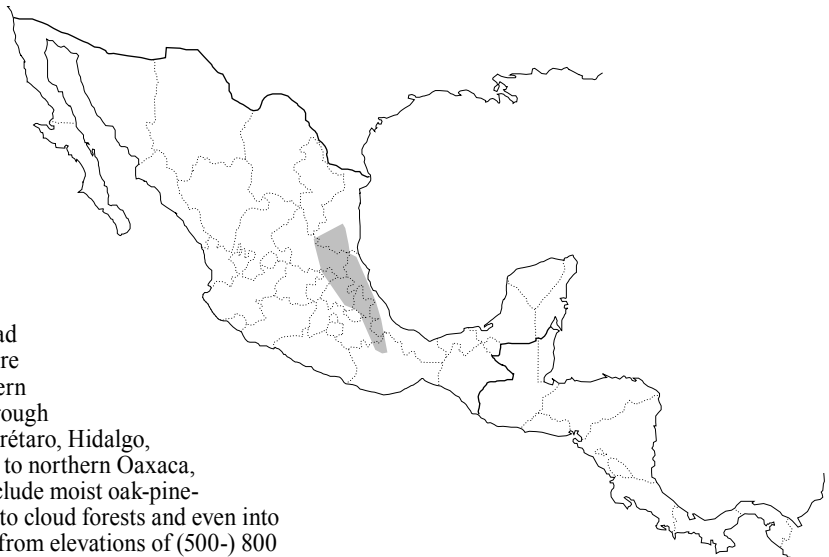 ad
re
ern
rough
rétaro, Hidalgo,
to northern Oaxaca,
clude moist oak-pine-
to cloud forests and even into
from elevations of (500-) 800